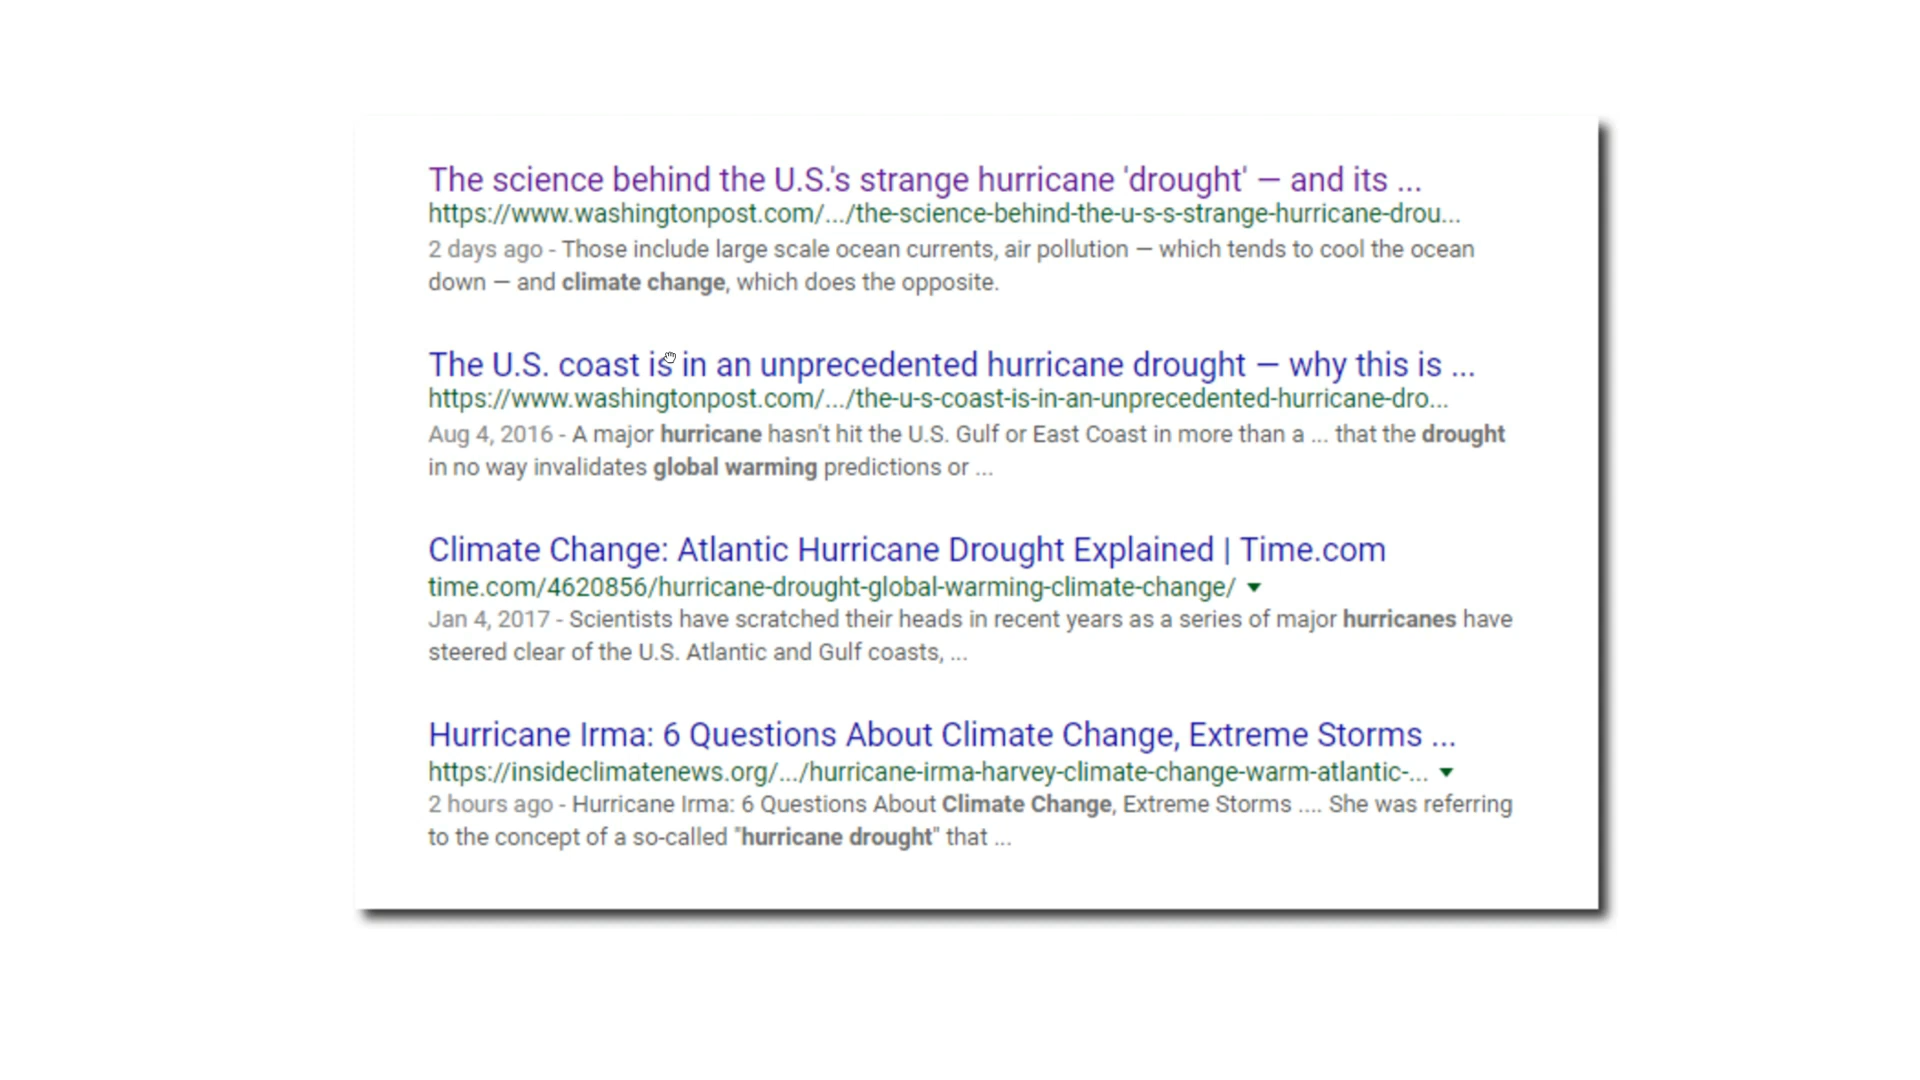 The science behind the U.S.'s strange hurricane 'drought' — and its ...
https://www.washingtonpost.com/.../the-science-behind-the-u-s-s-strange-hurricane-drou...
2 days ago - Those include large scale ocean currents, air pollution — which tends to cool the ocean
down — and climate change, which does the opposite.
The U.S. coast is in an unprecedented hurricane drought — why this is ...
https://www.washingtonpost.com/.../the-u-s-coast-is-in-an-unprecedented-hurricane-dro...
Aug 4, 2016 - A major hurricane hasn't hit the U.S. Gulf or East Coast in more than a ... that the drought
in no way invalidates global warming predictions or ...
Climate Change: Atlantic Hurricane Drought Explained | Time.com
time.com/4620856/hurricane-drought-global-warming-climate-change/
Jan 4, 2017 - Scientists have scratched their heads in recent years as a series of major hurricanes have
steered clear of the U.S. Atlantic and Gulf coasts, ...
Hurricane Irma: 6 Questions About Climate Change, Extreme Storms ...
https://insideclimatenews.org/.../hurricane-irma-harvey-climate-change-warm-atlantic-...
2 hours ago - Hurricane Irma: 6 Questions About Climate Change, Extreme Storms .... She was referring
to the concept of a so-called "hurricane drought" that ...